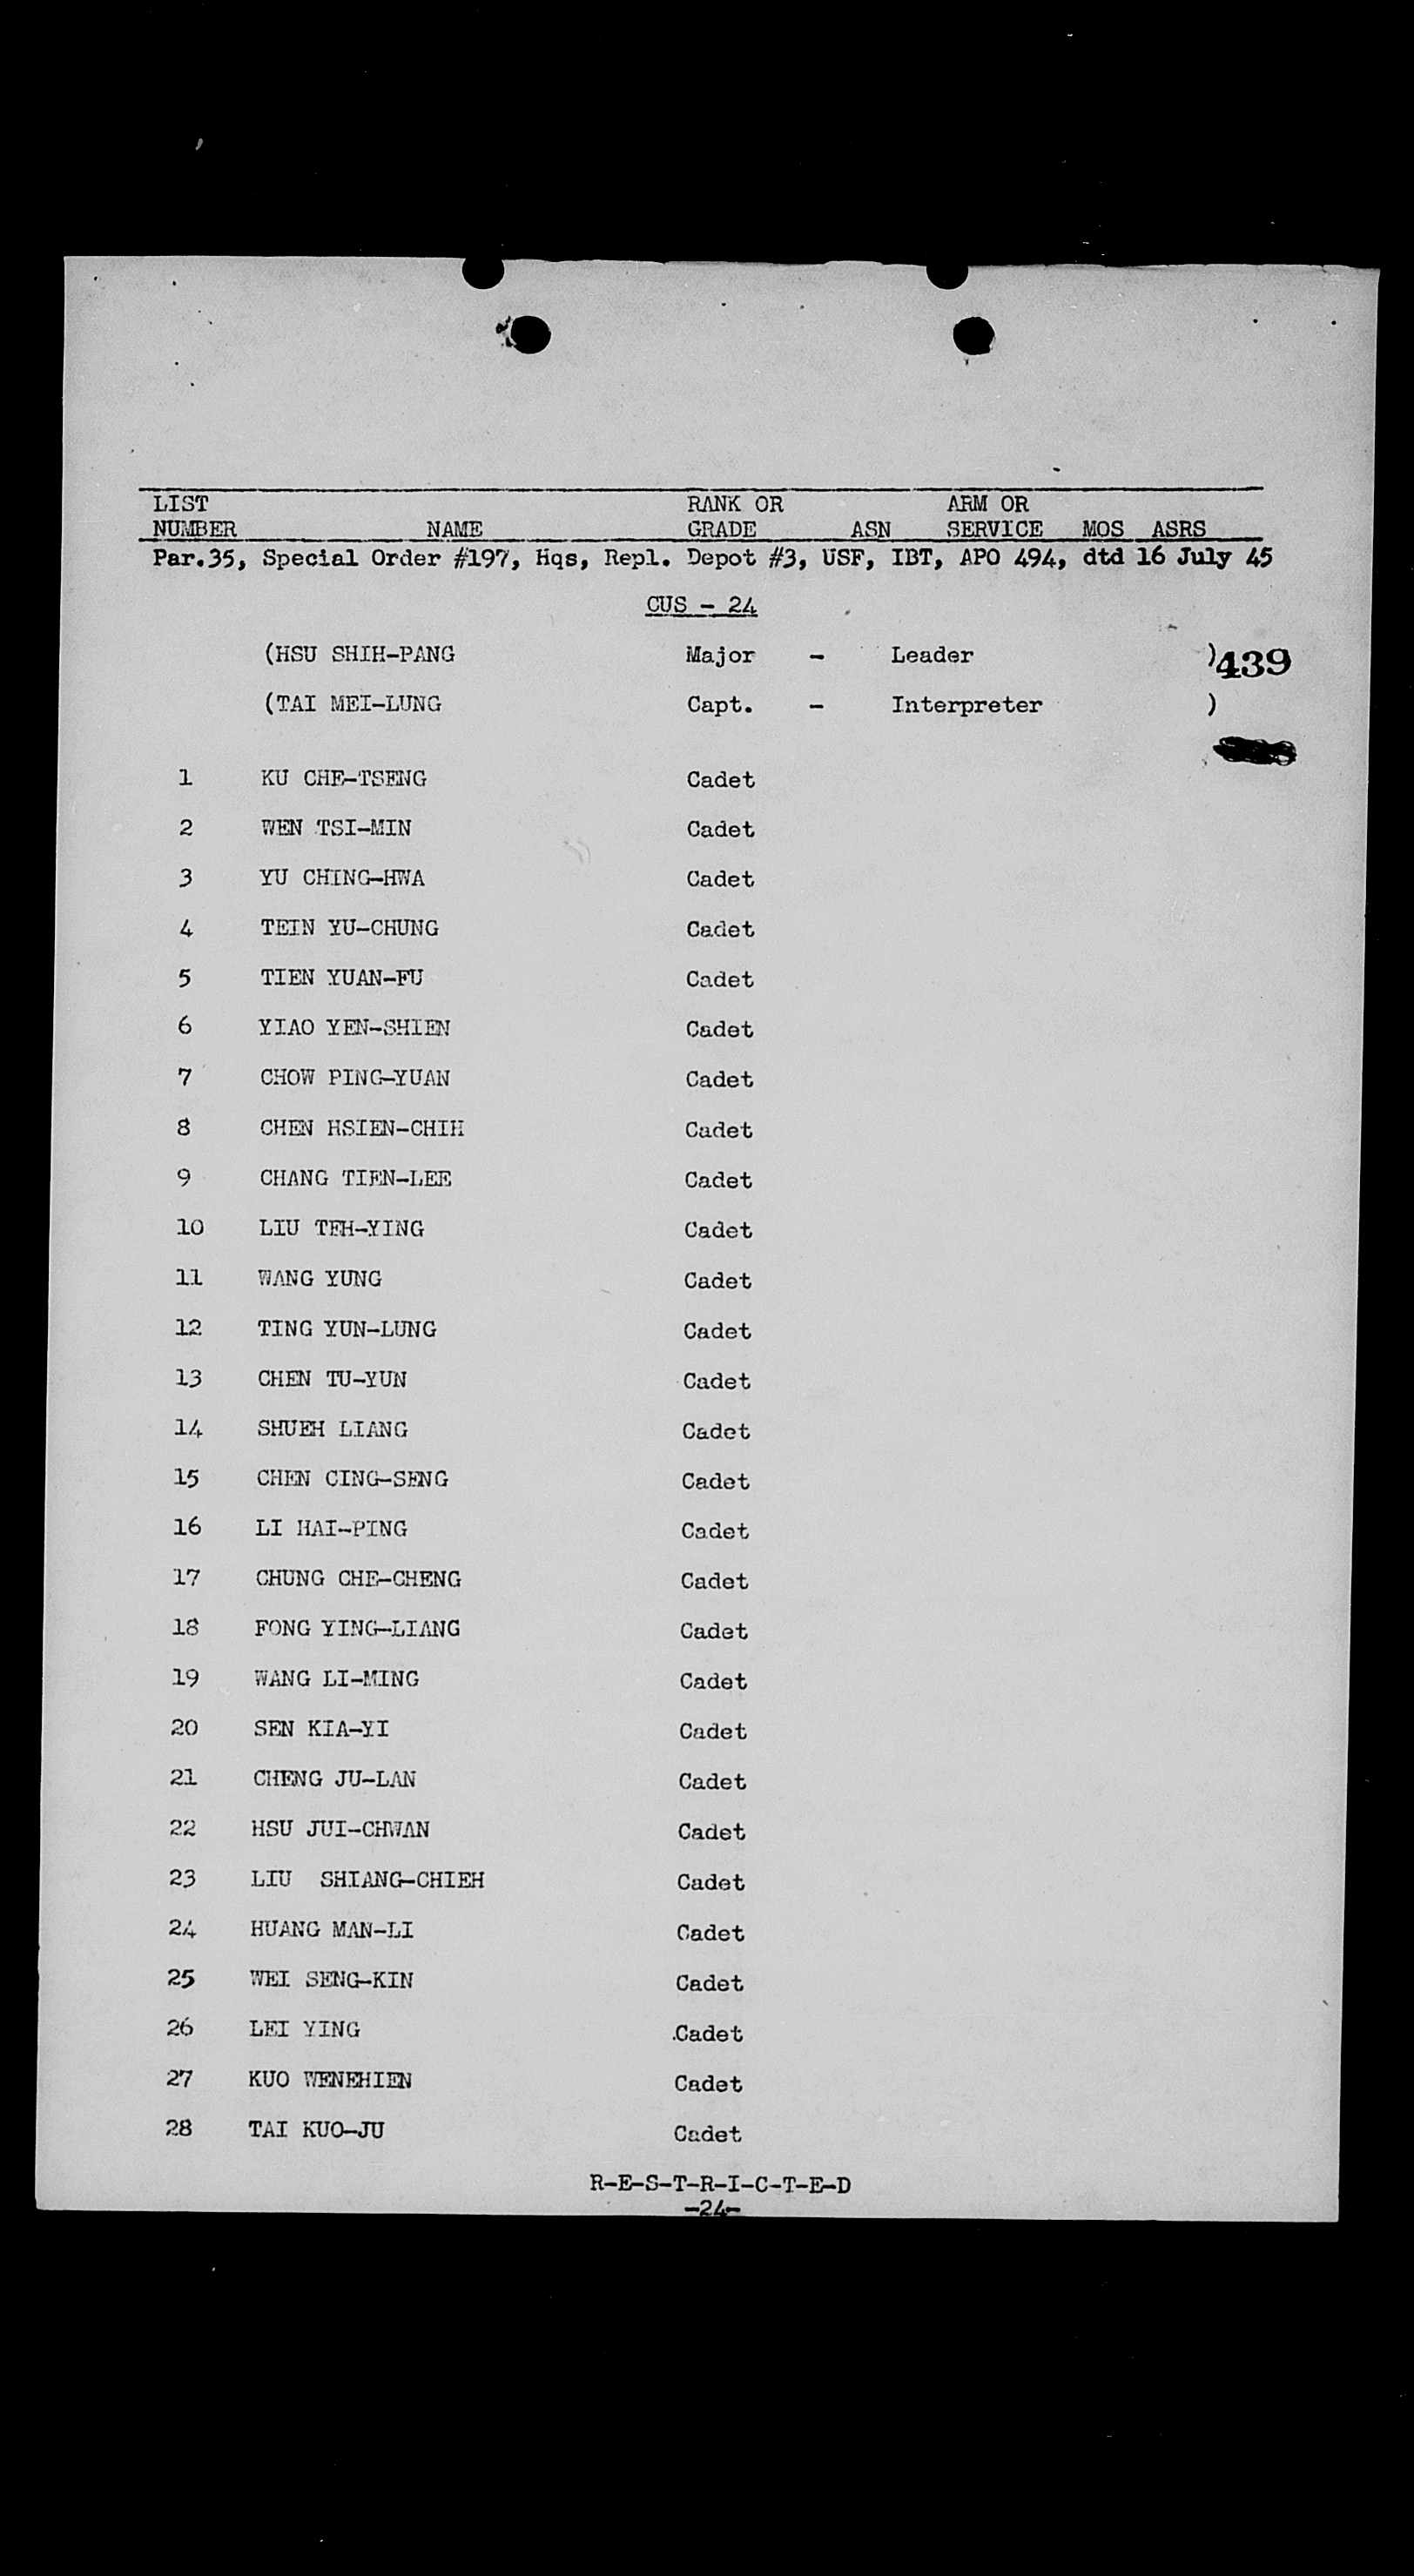 LIST RANK OR ARM OR
NUMBER NAME GRADE ASN SERVICE MOS ASRS
Par.35, Special Order #197, Hqs, Repl. Depot #3, USF, IBT, APO 494, dtd 16 July 45
CUS - 24
(HSU SHIH-PANG Major - Leader )439
(TAI MEI-LUNG Capt. - Interpreter )
1 KU CHE-TSENG Cadet
2 WEN TSI-MIN Cadet
3 YU CHING-HWA Cadet
4 TEIN YU-CHUNG Cadet
5 TIEN YUAN-FU Cadet
6 YIAO YEN-SHIEN Cadet
7 CHOW PING-YUAN Cadet
8 CHEN HSIEN-CHIH Cadet
9 CHANG TIEN-LEE Cadet
10 LIU TEH-YING Cadet
11 WANG YUNG Cadet
12 TING YUN-LUNG Cadet
13 CHEN TU-YUN Cadet
14 SHUEH LIANG Cadet
15 CHEN CING-SENG Cadet
16 LI HAI-PING Cadet
17 CHUNG CHE-CHENG Cadet
18 FONG YING-LIANG Cadet
19 WANG LI-MING Cadet
20 SEN KIA-YI Cadet
21 CHENG JU-LAN Cadet
22 HSU JUI-CHWAN Cadet
23 LIU SHIANG-CHIEH Cadet
24 HUANG MAN-LI Cadet
25 WEI SENG-KIN Cadet
26 LEI YING Cadet
27 KUO WENEHIEN Cadet
28 TAI KUO-JU Cadet
R-E-S-T-R-I-C-T-E-D
-24-